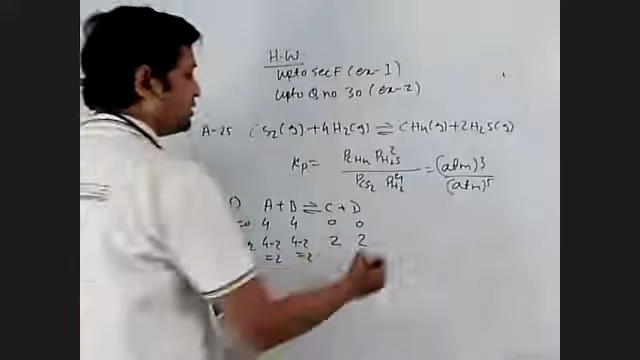 H.W
upto sec F (ex-1)
upto Q no 30 (ex-2)
A-25 CS2(g)+4H2(g) ⇌ CH4(g)+2H2S(g)
Kp= PCH4 P²H2S / PCS2 P⁴H2 = (atm)³ / (atm)⁵
A + B ⇌ C + D
4 4 0 0
4-2 4-2 2 2
=2 =2